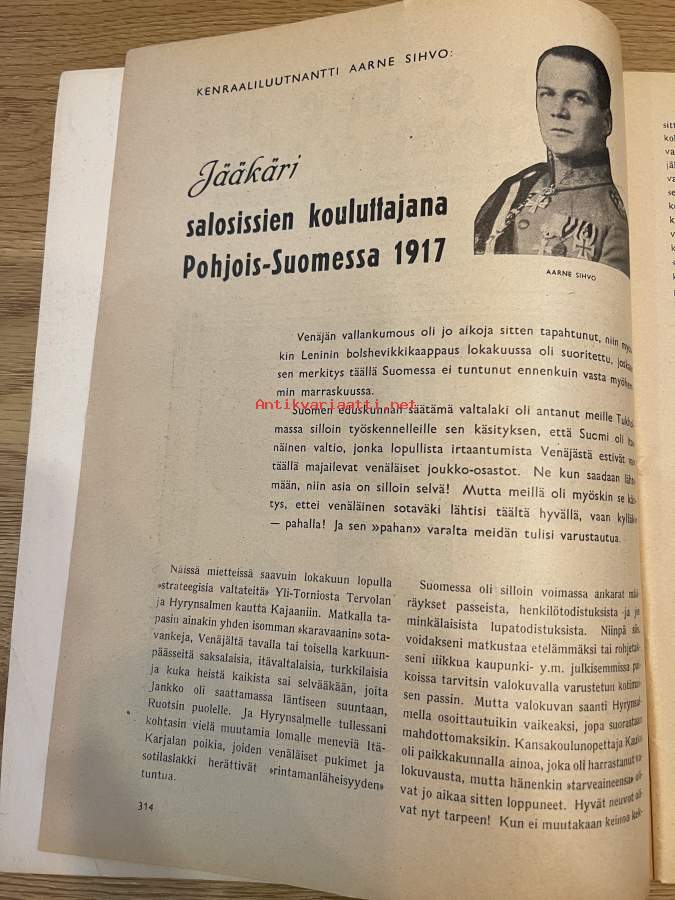 KENRAALILUUTNANTTI AARNE SIHVO:
Jääkäri
salosissien kouluttajana
Pohjois-Suomessa 1917
AARNE SIHVO
Venäjän vallankumous oli jo aikoja sitten tapahtunut, niin
kin Leninin bolshevikkikaappaus lokakuussa oli suoritettu,
sen merkitys täällä Suomessa ei tuntunut ennenkuin vasta
min marraskuussa.
Antikvariaatti.net
Suomen eduskunnan säätämä valtalaki oli antanut meille
massa silloin työskennelleille sen käsityksen, että Suomi oli
näinen valtio, jonka lopullista irtaantumista Venäjästä estivät
täällä majailevat venäläiset joukko-osastot. Ne kun saadaan
mään, niin asia on silloin selvä! Mutta meillä oli myöskin se
tys, ettei venäläinen sotaväki lähtisi täältä hyvällä, vaan
— pahalla! Ja sen »pahan» varalta meidän tulisi varustautua.
Näissä mietteissä saavuin lokakuun lopulla
»strateegisia valtateitä» Yli-Torniosta Tervolan
ja Hyrynsalmen kautta Kajaaniin. Matkalla ta-
pasin ainakin yhden isomman »karavaanin» sota-
vankeja, Venäjältä tavalla tai toisella karkuun-
päässeitä saksalaisia, itävaltalaisia, turkkilaisia
ja kuka heistä kaikista sai selvääkään, joita
Jankko oli saattamassa läntiseen suuntaan,
Ruotsin puolelle. Ja Hyrynsalmelle tullessani
kohtasin vielä muutamia lomalle meneviä Itä-
Karjalan poikia, joiden venäläiset pukimet ja
sotilaslakki herättivät »rintamanläheisyyden»
tuntua.
314
Suomessa oli silloin voimassa ankarat
räykset passeista, henkilötodistuksista ja
minkälaisista lupatodistuksista. Niinpä
voidakseni matkustaa etelämmäksi tai
seni liikkua kaupunki- y.m. julkisemmissa
koissa tarvitsin valokuvalla varustetun
sen passin. Mutta valokuvan saanti
mella osoittautuikin vaikeaksi, jopa suorastaan
mahdottomaksikin. Kansakoulunopettaja
oli paikkakunnalla ainoa, joka oli harrastanut
lokuvausta, mutta hänenkin »tarveaineensa»
vat jo aikaa sitten loppuneet. Hyvät neuvot
vat nyt tarpeen! Kun ei muutakaan keinoa